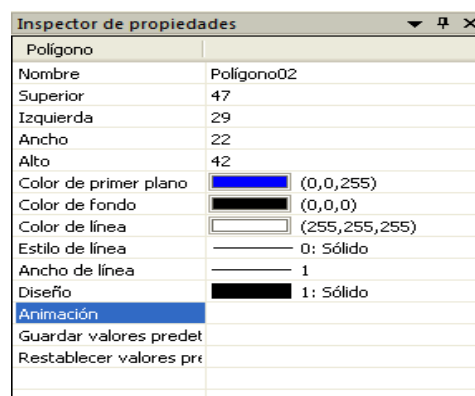 Inspector de propiedades
Polígono
Nombre Polígono02
Superior 47
Izquierda 29
Ancho 22
Alto 42
Color de primer plano (0,0,255)
Color de fondo (0,0,0)
Color de línea (255,255,255)
Estilo de línea 0: Sólido
Ancho de línea 1
Diseño 1: Sólido
Animación
Guardar valores predet
Restablecer valores pre